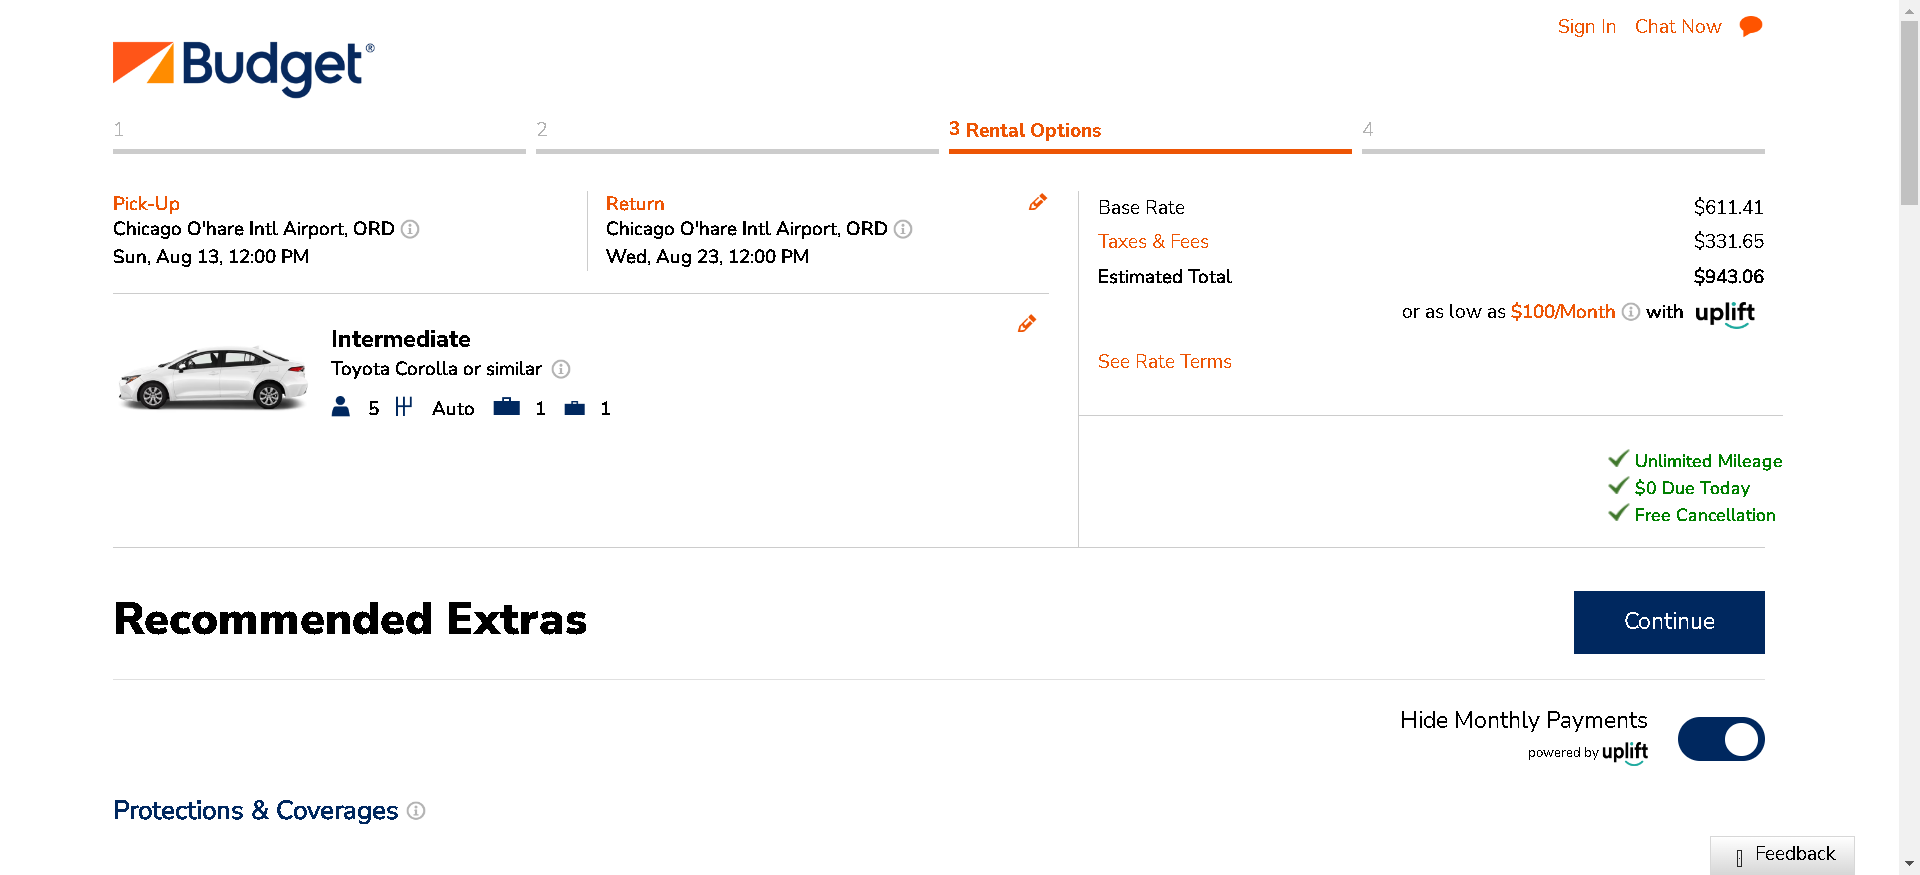 Sign In Chat Now
Budget®
1 2 3 Rental Options 4
Pick-Up
Chicago O'hare Intl Airport, ORD
Sun, Aug 13, 12:00 PM
Return
Chicago O'hare Intl Airport, ORD
Wed, Aug 23, 12:00 PM
Base Rate $611.41
Taxes & Fees $331.65
Estimated Total $943.06
or as low as $100/Month with uplift
See Rate Terms
Intermediate
Toyota Corolla or similar
5 Auto 1 1
Unlimited Mileage
$0 Due Today
Free Cancellation
Recommended Extras
Continue
Hide Monthly Payments
powered by uplift
Protections & Coverages
Feedback